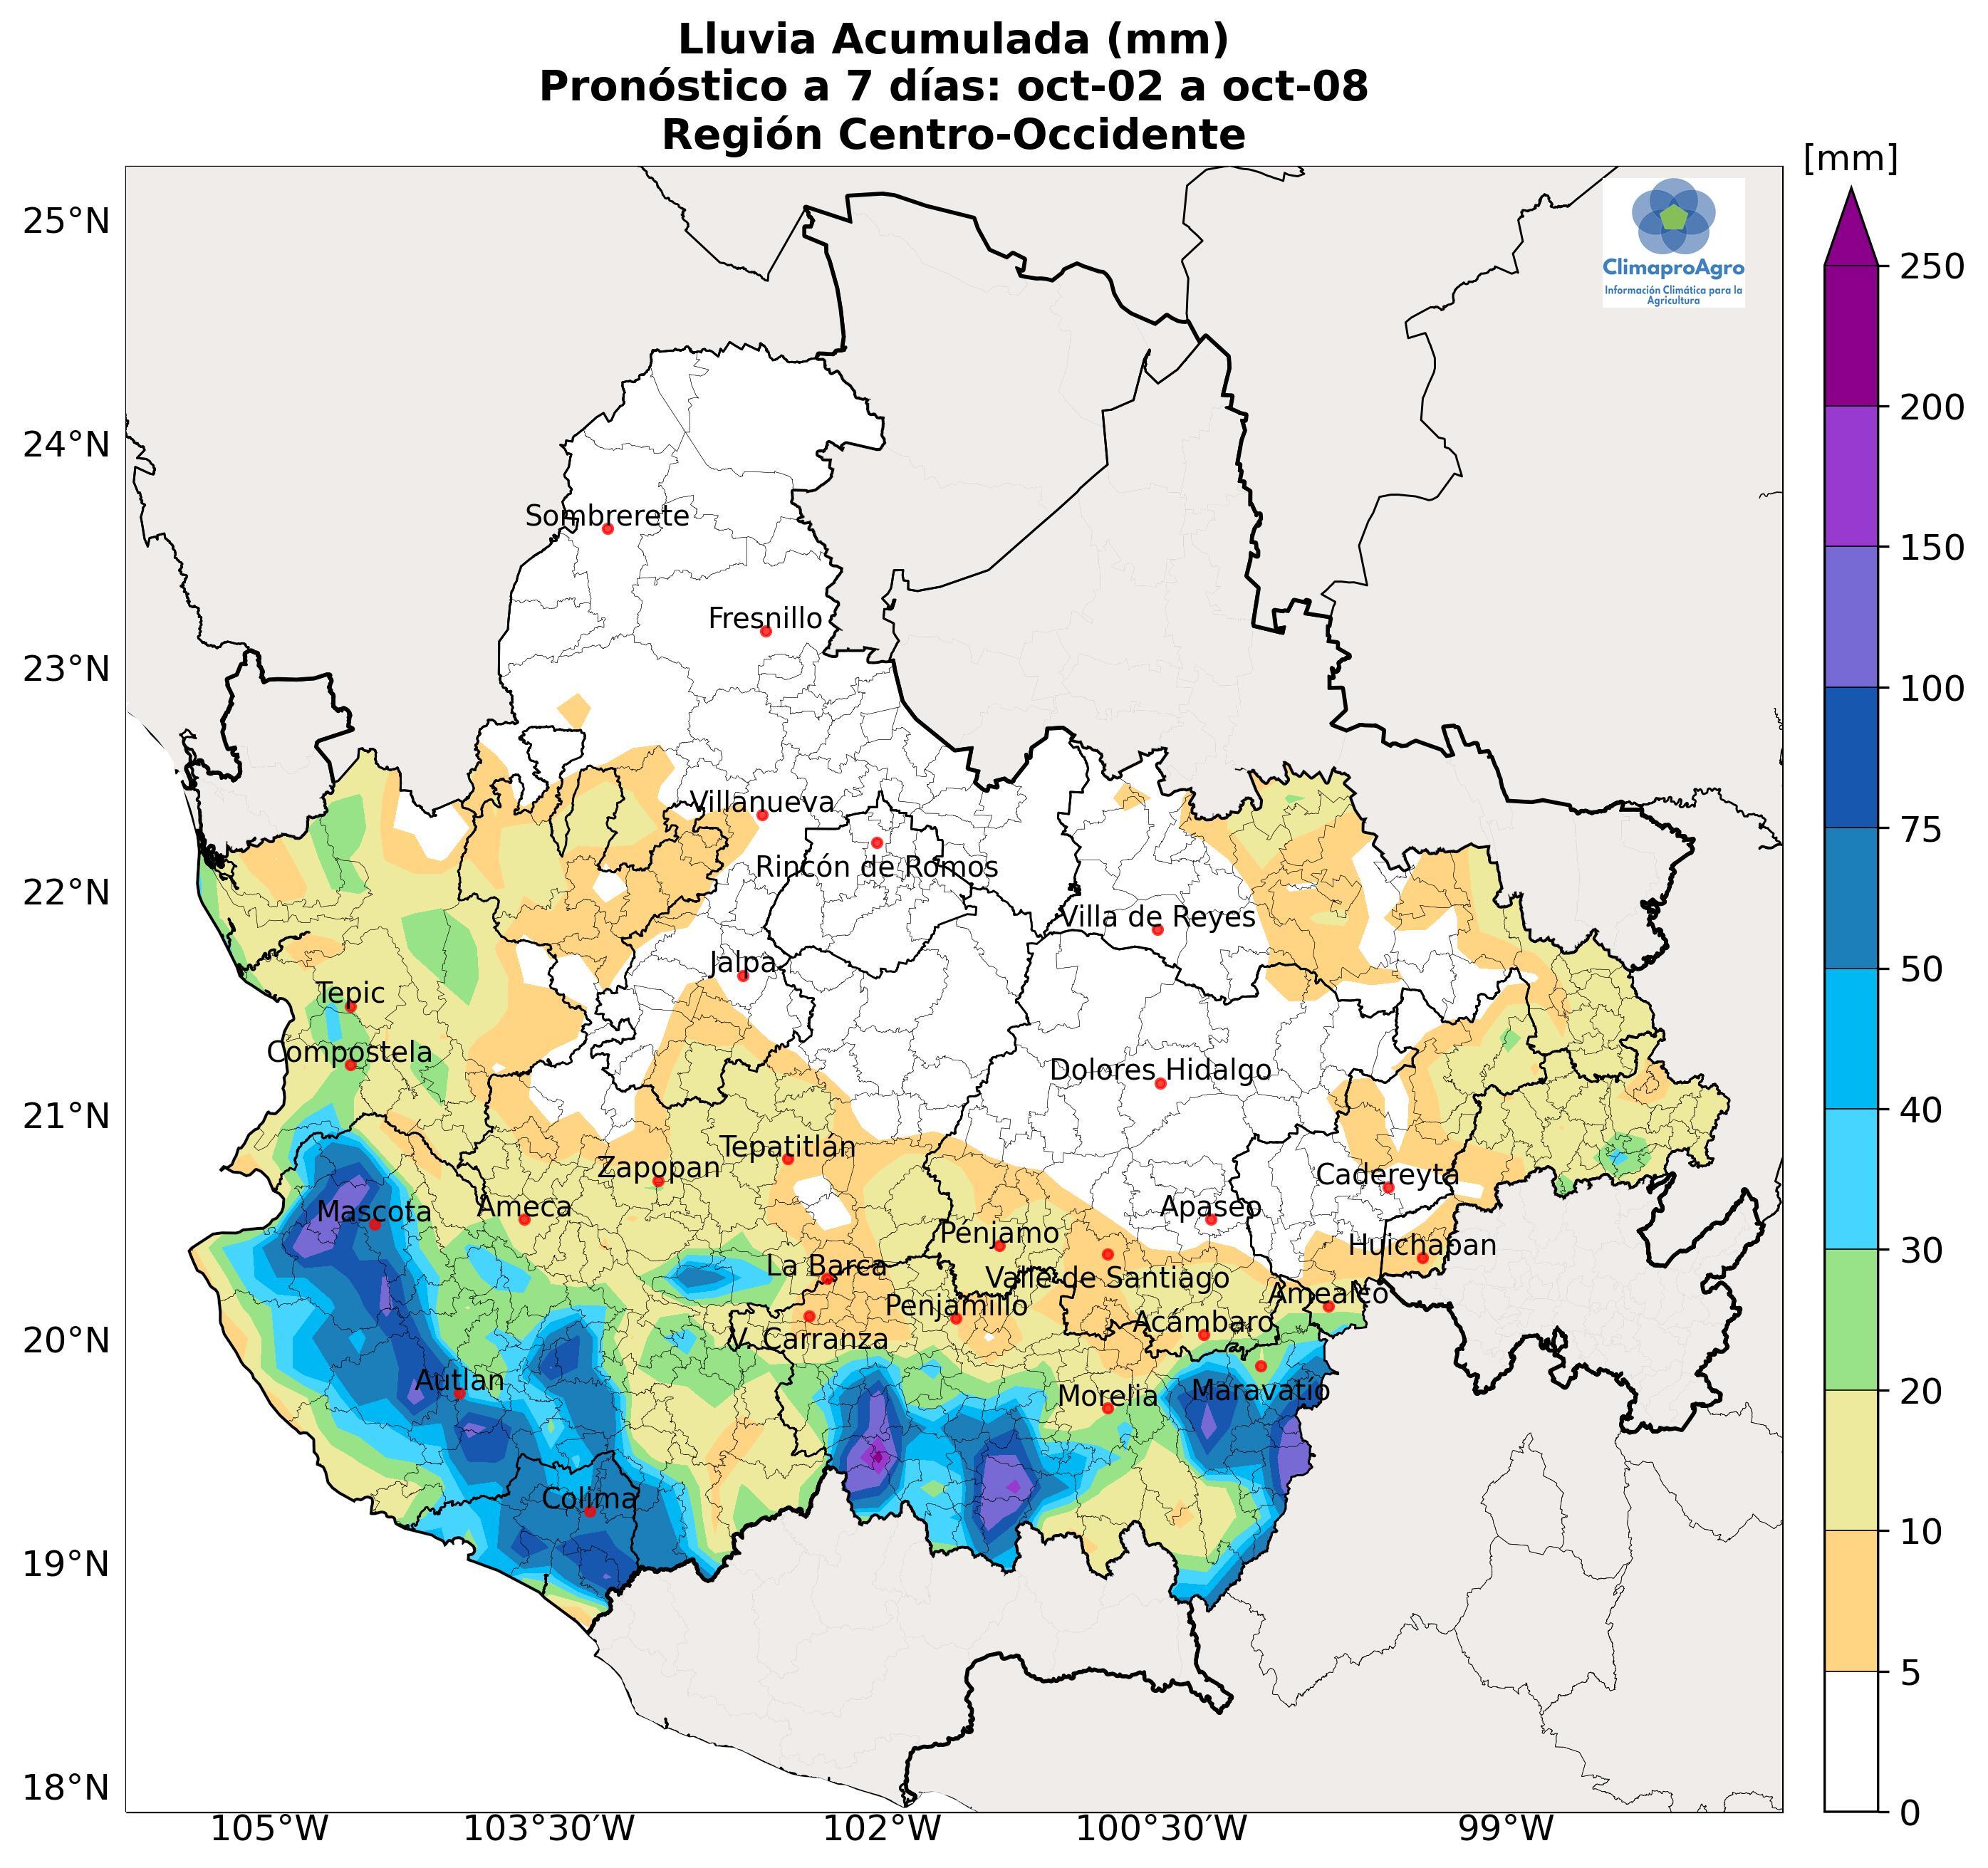 Lluvia Acumulada (mm)
Pronóstico a 7 días: oct-02 a oct-08
Región Centro-Occidente
[mm]
25°N
24°N
23°N
22°N
21°N
20°N
19°N
18°N
105°W
103°30'W
102°W
100°30'W
99°W
ClimaproAgro
Información Climática para la
Agricultura
250
200
150
100
75
50
40
30
20
10
5
0
Sombrerete
Fresnillo
Villanueva
Rincón de Romos
Villa de Reyes
Jalpa
Tepic
Compostela
Dolores Hidalgo
Tepatitlán
Zapopan
Cadereyta
Mascota
Ameca
Apaseo
Penjamo
Huichapan
La Barca
Valle de Santiago
Penjamillo
Amealco
Acámbaro
V. Carranza
Autlan
Morelia
Maravatío
Colima